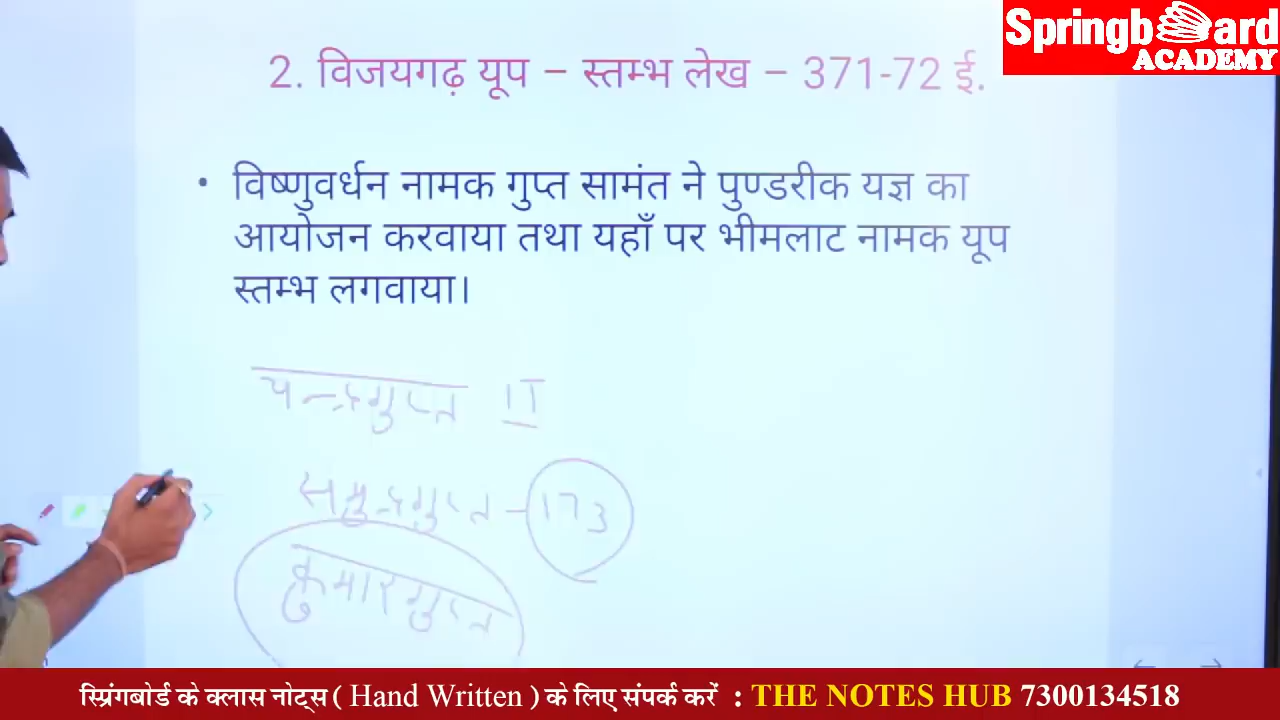 Springboard
ACADEMY
2. विजयगढ़ यूप – स्तम्भ लेख – 371-72 ई.
• विष्णुवर्धन नामक गुप्त सामंत ने पुण्डरीक यज्ञ का
आयोजन करवाया तथा यहाँ पर भीमलाट नामक यूप
स्तम्भ लगवाया।
चन्द्रगुप्त II
समुद्रगुप्त - 173
कुमारगुप्त
स्प्रिंगबोर्ड के क्लास नोट्स ( Hand Written ) के लिए संपर्क करें : THE NOTES HUB 7300134518